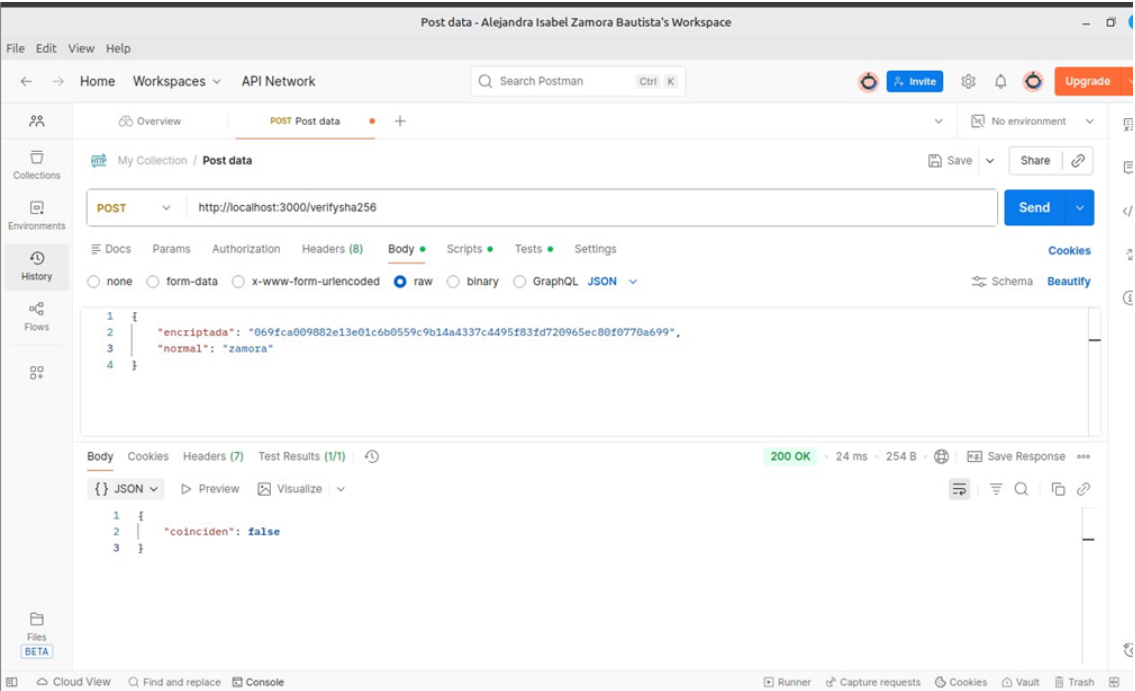 Post data - Alejandra Isabel Zamora Bautista's Workspace
File Edit View Help
Home Workspaces API Network Search Postman Ctrl K Invite Upgrade
Overview POST Post data No environment
My Collection / Post data Save Share
Collections
POST http://localhost:3000/verifysha256 Send
Environments
Docs Params Authorization Headers (8) Body Scripts Tests Settings Cookies
History
none form-data x-www-form-urlencoded raw binary GraphQL JSON Schema Beautify
Flows
1 {
2 "encriptada": "069fca009882e13e01c6b0559c9b14a4337c4495f83fd720965ec80f0770a699",
3 "normal": "zamora"
4 }
Body Cookies Headers (7) Test Results (1/1) 200 OK 24 ms 254 B Save Response
{} JSON Preview Visualize
1 {
2 "coinciden": false
3 }
Files
BETA
Cloud View Find and replace Console Runner Capture requests Cookies Vault Trash